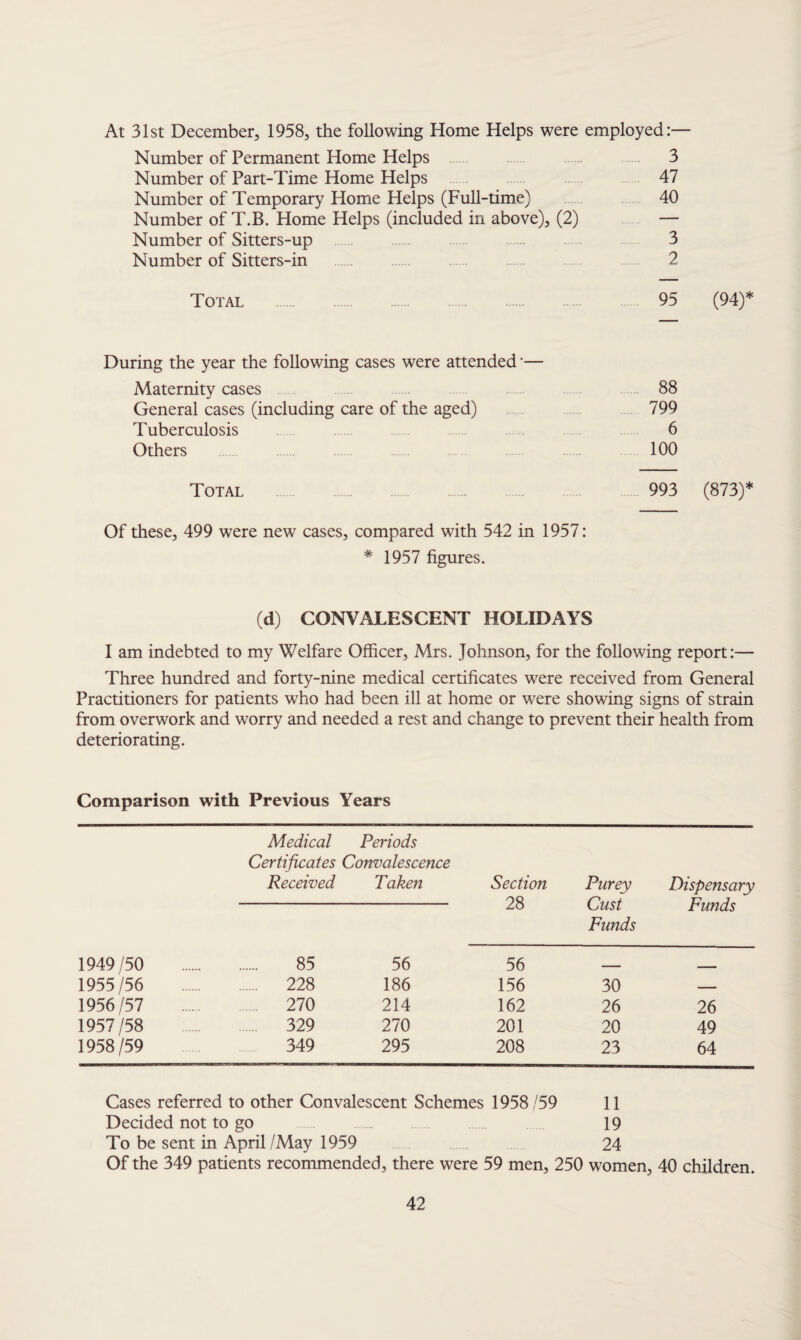 At 31st December, 1958, the following Home Helps were employed:—
Number of Permanent Home Helps ...... ...... ...... ...... 3
Number of Part-Time Home Helps ...... ...... ...... ...... 47
Number of Temporary Home Helps (Full-time) ...... ...... 40
Number of T.B. Home Helps (included in above), (2) ...... —
Number of Sitters-up ...... ...... ...... ...... ...... ...... 3
Number of Sitters-in ...... ...... ...... ...... ...... ...... 2
TOTAL ...... ...... ...... ...... ...... ...... ...... 95 (94)*
During the year the following cases were attended:—
Maternity cases ...... ...... ...... ...... ...... ...... ...... 88
General cases (including care of the aged) ...... ...... ...... 799
Tuberculosis ...... ...... ...... ...... ...... ...... ...... 6
Others ...... ...... ...... ...... ...... ...... ...... ...... 100
TOTAL ...... ...... ...... ...... ...... ...... ...... 993 (873)*
Of these, 499 were new cases, compared with 542 in 1957:
* 1957 figures.
(d) CONVALESCENT HOLIDAYS
I am indebted to my Welfare Officer, Mrs. Johnson, for the following report:—
Three hundred and forty-nine medical certificates were received from General
Practitioners for patients who had been ill at home or were showing signs of strain
from overwork and worry and needed a rest and change to prevent their health from
deteriorating.
Comparison with Previous Years
Medical Periods
Certificates Convalescence
Received Taken Section Purey Dispensary
28 Cust Funds
Funds
1949/50 ...... ...... 85 56 56 — —
1955/56 ...... ...... 228 186 156 30 —
1956/57 ...... ...... 270 214 162 26 26
1957/58 ...... ...... 329 270 201 20 49
1958/59 ...... ...... 349 295 208 23 64
Cases referred to other Convalescent Schemes 1958/59 11
Decided not to go ...... ...... ...... ...... ...... 19
To be sent in April/May 1959 ...... ...... ...... 24
Of the 349 patients recommended, there were 59 men, 250 women, 40 children.
42